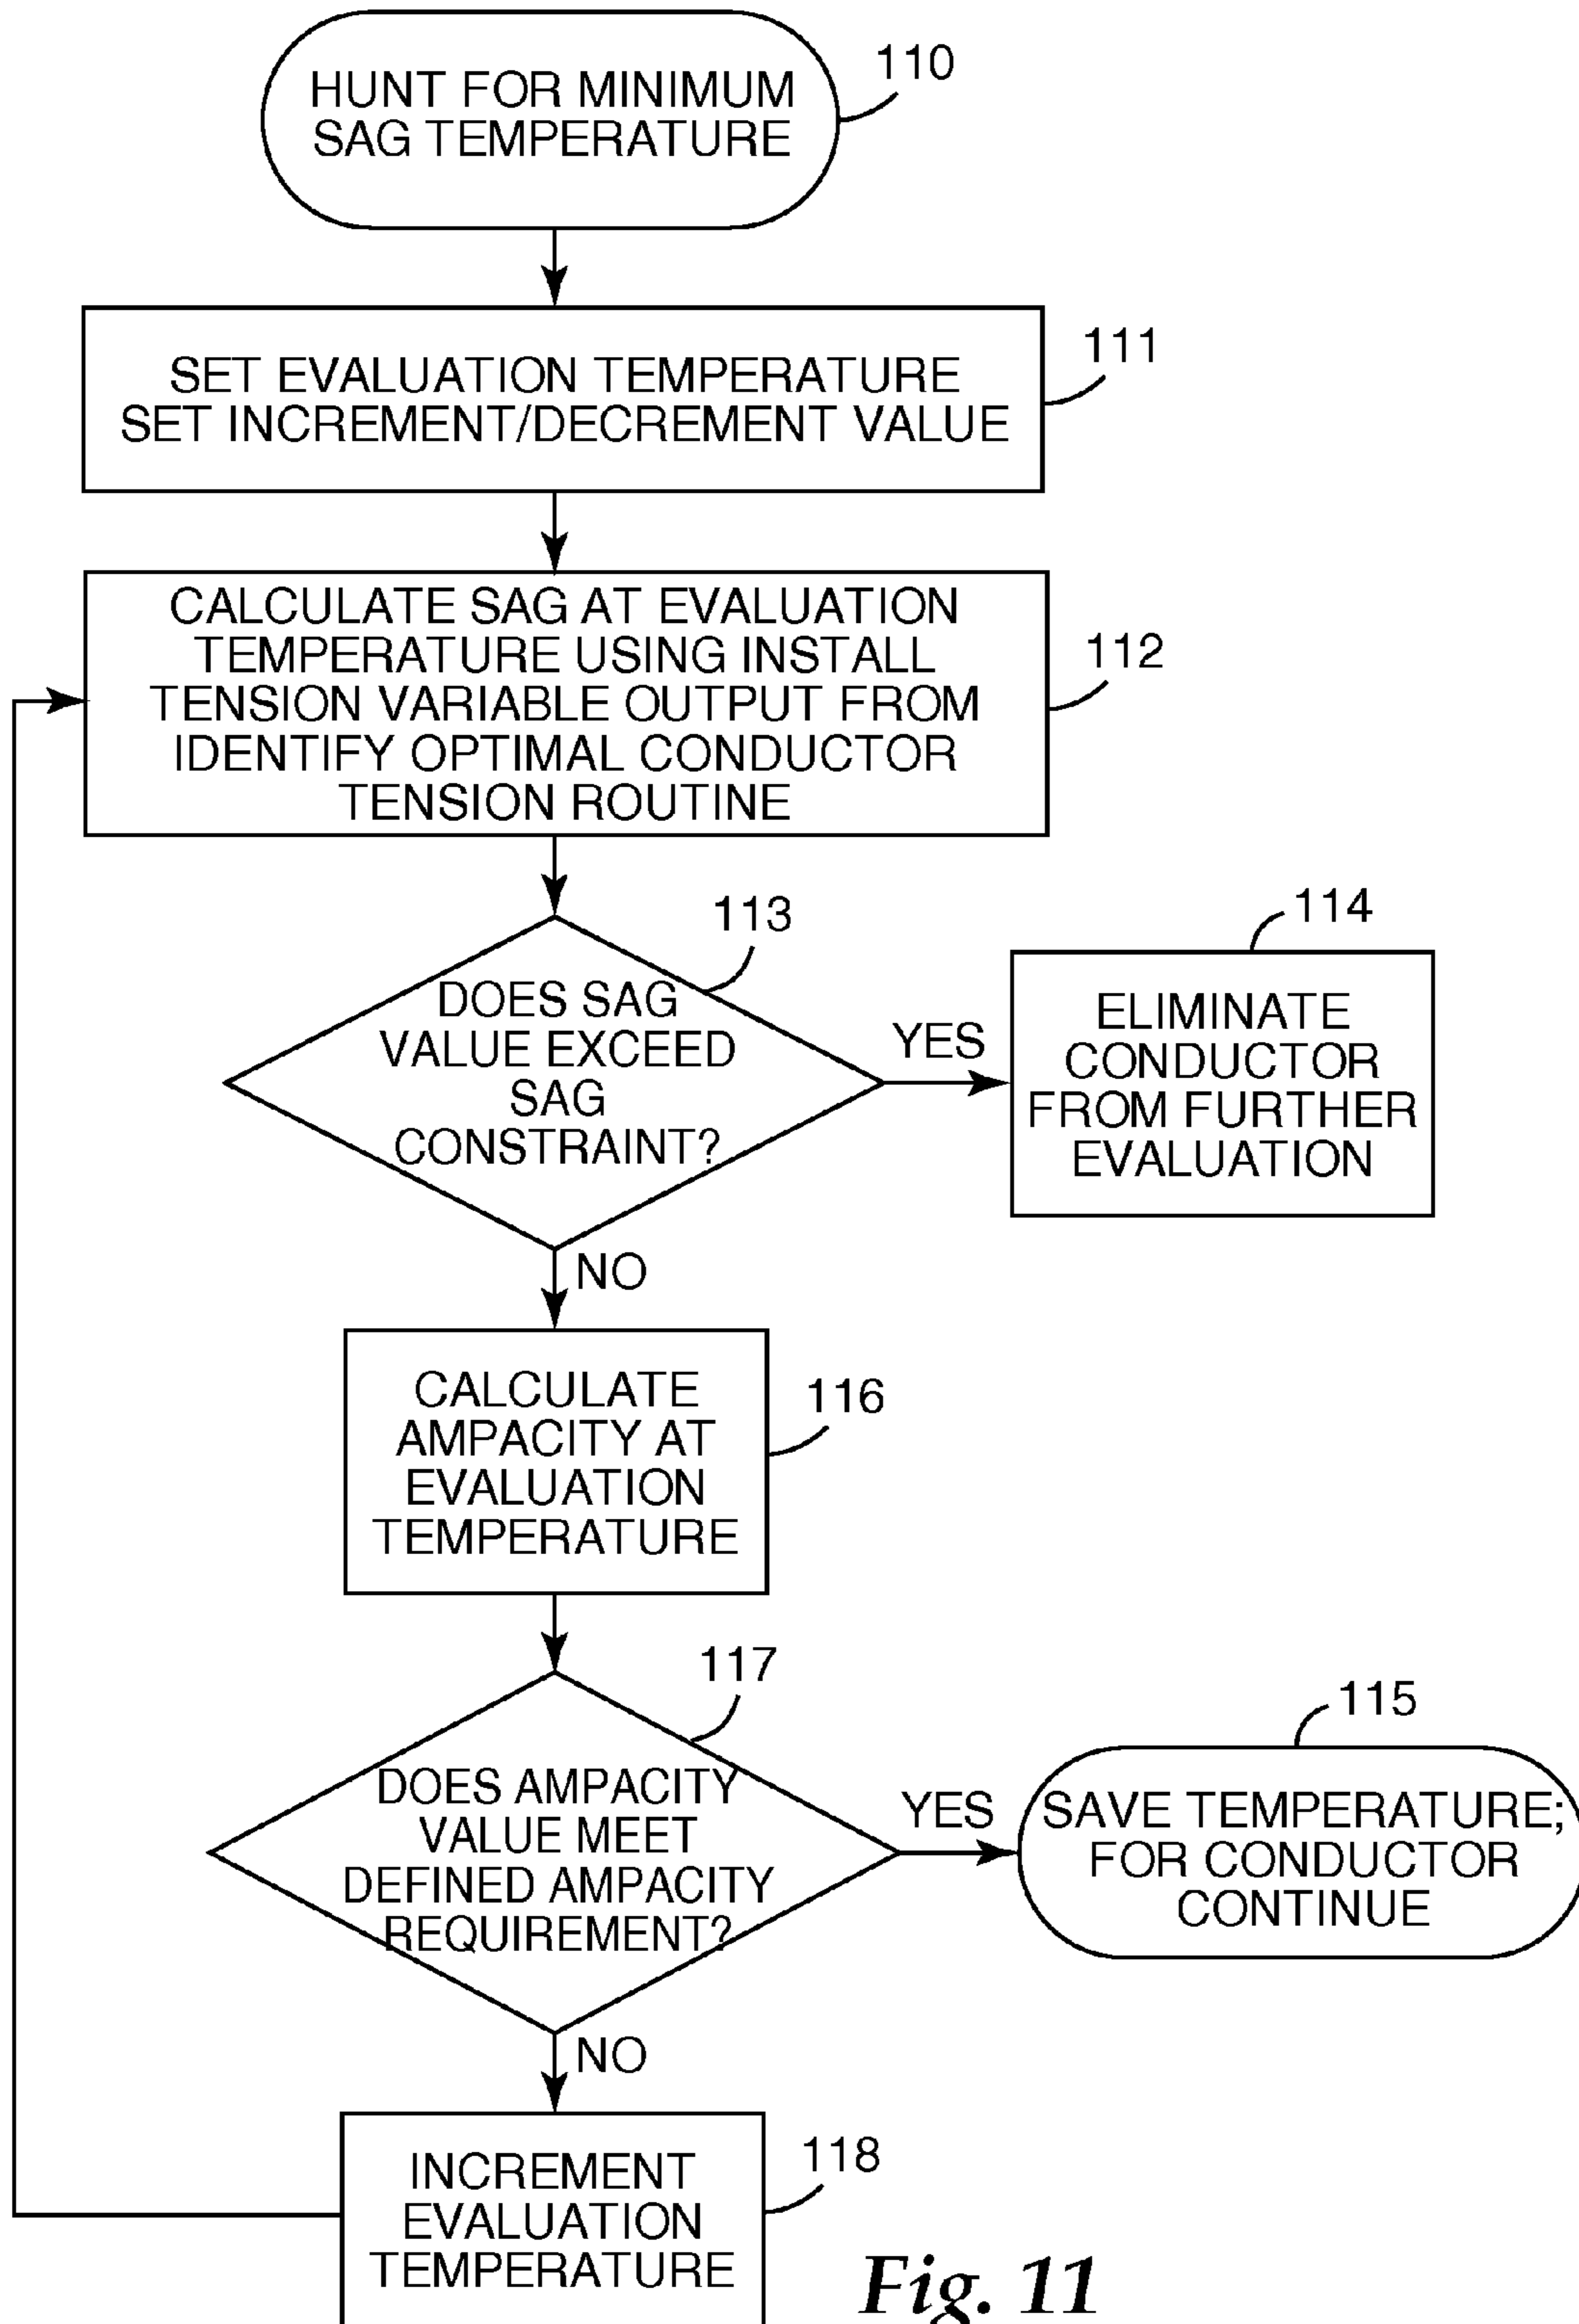 HUNT FOR MINIMUM
SAG TEMPERATURE
110
SET EVALUATION TEMPERATURE
SET INCREMENT/DECREMENT VALUE
111
CALCULATE SAG AT EVALUATION
TEMPERATURE USING INSTALL
TENSION VARIABLE OUTPUT FROM
IDENTIFY OPTIMAL CONDUCTOR
TENSION ROUTINE
112
113
DOES SAG
VALUE EXCEED
SAG
CONSTRAINT?
YES
114
ELIMINATE
CONDUCTOR
FROM FURTHER
EVALUATION
NO
CALCULATE
AMPACITY AT
EVALUATION
TEMPERATURE
116
117
DOES AMPACITY
VALUE MEET
DEFINED AMPACITY
REQUIREMENT?
YES
115
SAVE TEMPERATURE;
FOR CONDUCTOR
CONTINUE
NO
INCREMENT
EVALUATION
TEMPERATURE
118
Fig. 11